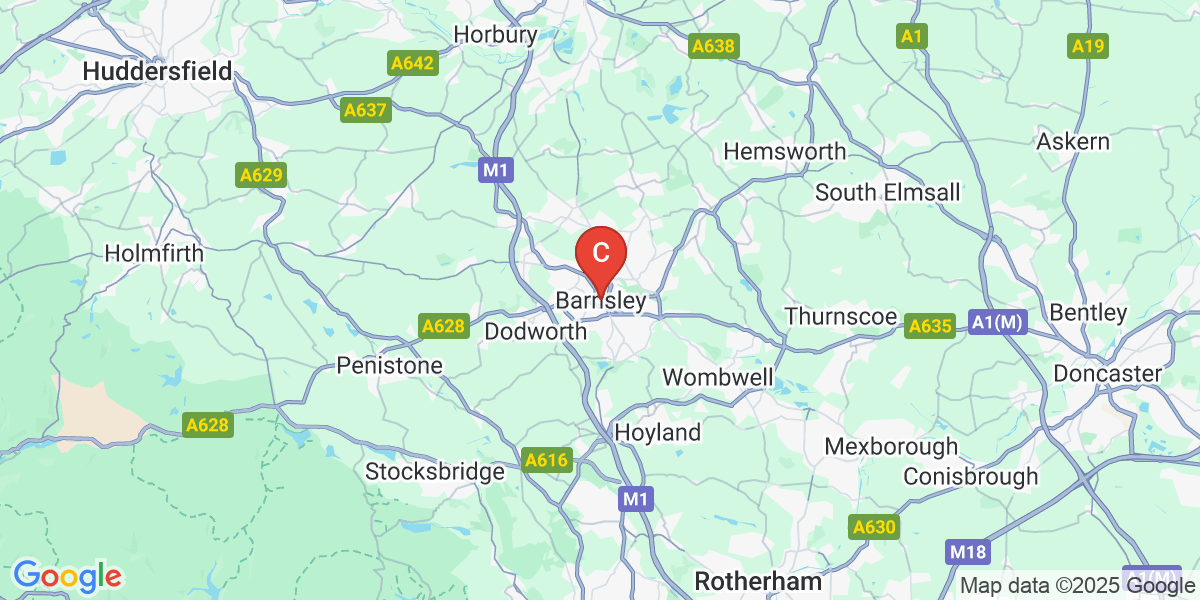 Horbury
A638
A1
A19
Huddersfield
A642
A637
Askern
Hemsworth
M1
A629
South Elmsall
Holmfirth
C
Barnsley
Thurnscoe
A635
A1(M)
Bentley
A628
Dodworth
Penistone
Wombwell
Doncaster
A628
Hoyland
Mexborough
A616
Stocksbridge
Conisbrough
M1
A630
M18
Google
Rotherham
A1(M)
Map data ©2025 Google